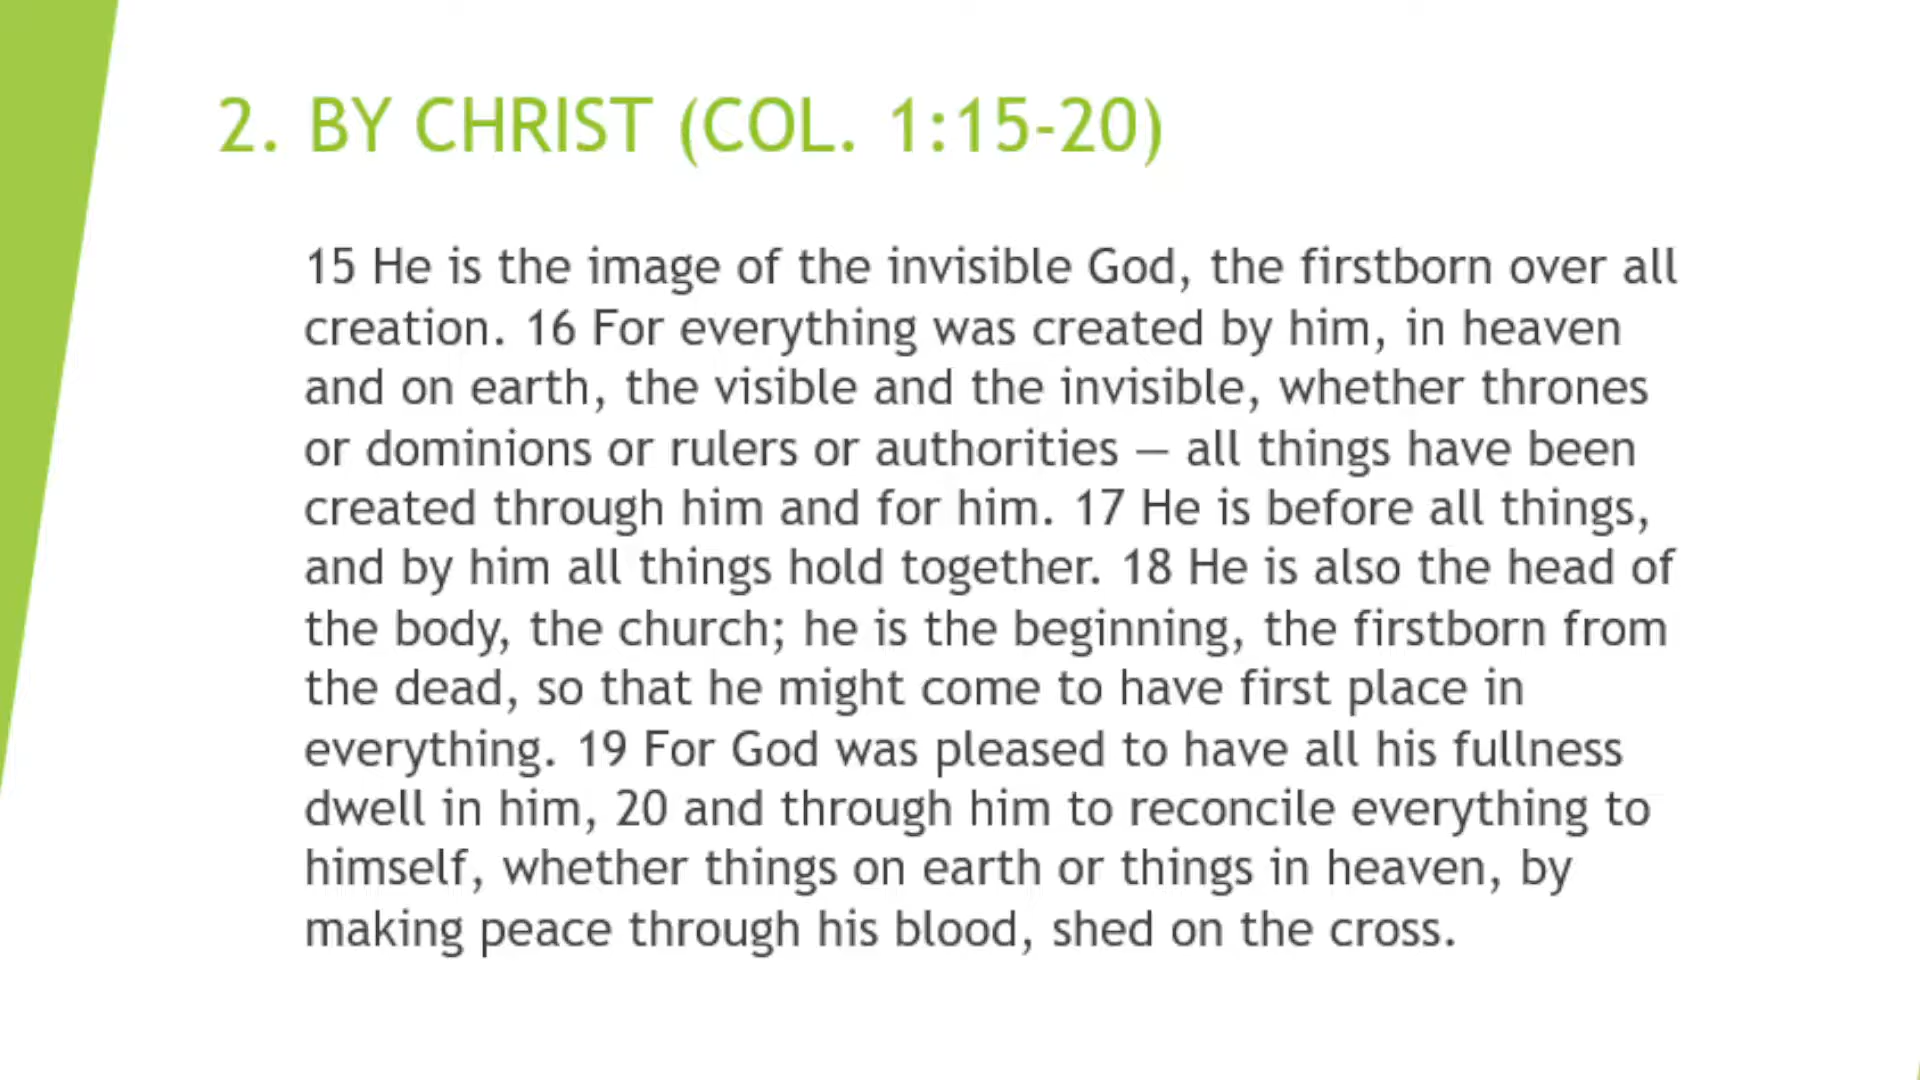 2. BY CHRIST (COL. 1:15-20)
15 He is the image of the invisible God, the firstborn over all
creation. 16 For everything was created by him, in heaven
and on earth, the visible and the invisible, whether thrones
or dominions or rulers or authorities — all things have been
created through him and for him. 17 He is before all things,
and by him all things hold together. 18 He is also the head of
the body, the church; he is the beginning, the firstborn from
the dead, so that he might come to have first place in
everything. 19 For God was pleased to have all his fullness
dwell in him, 20 and through him to reconcile everything to
himself, whether things on earth or things in heaven, by
making peace through his blood, shed on the cross.